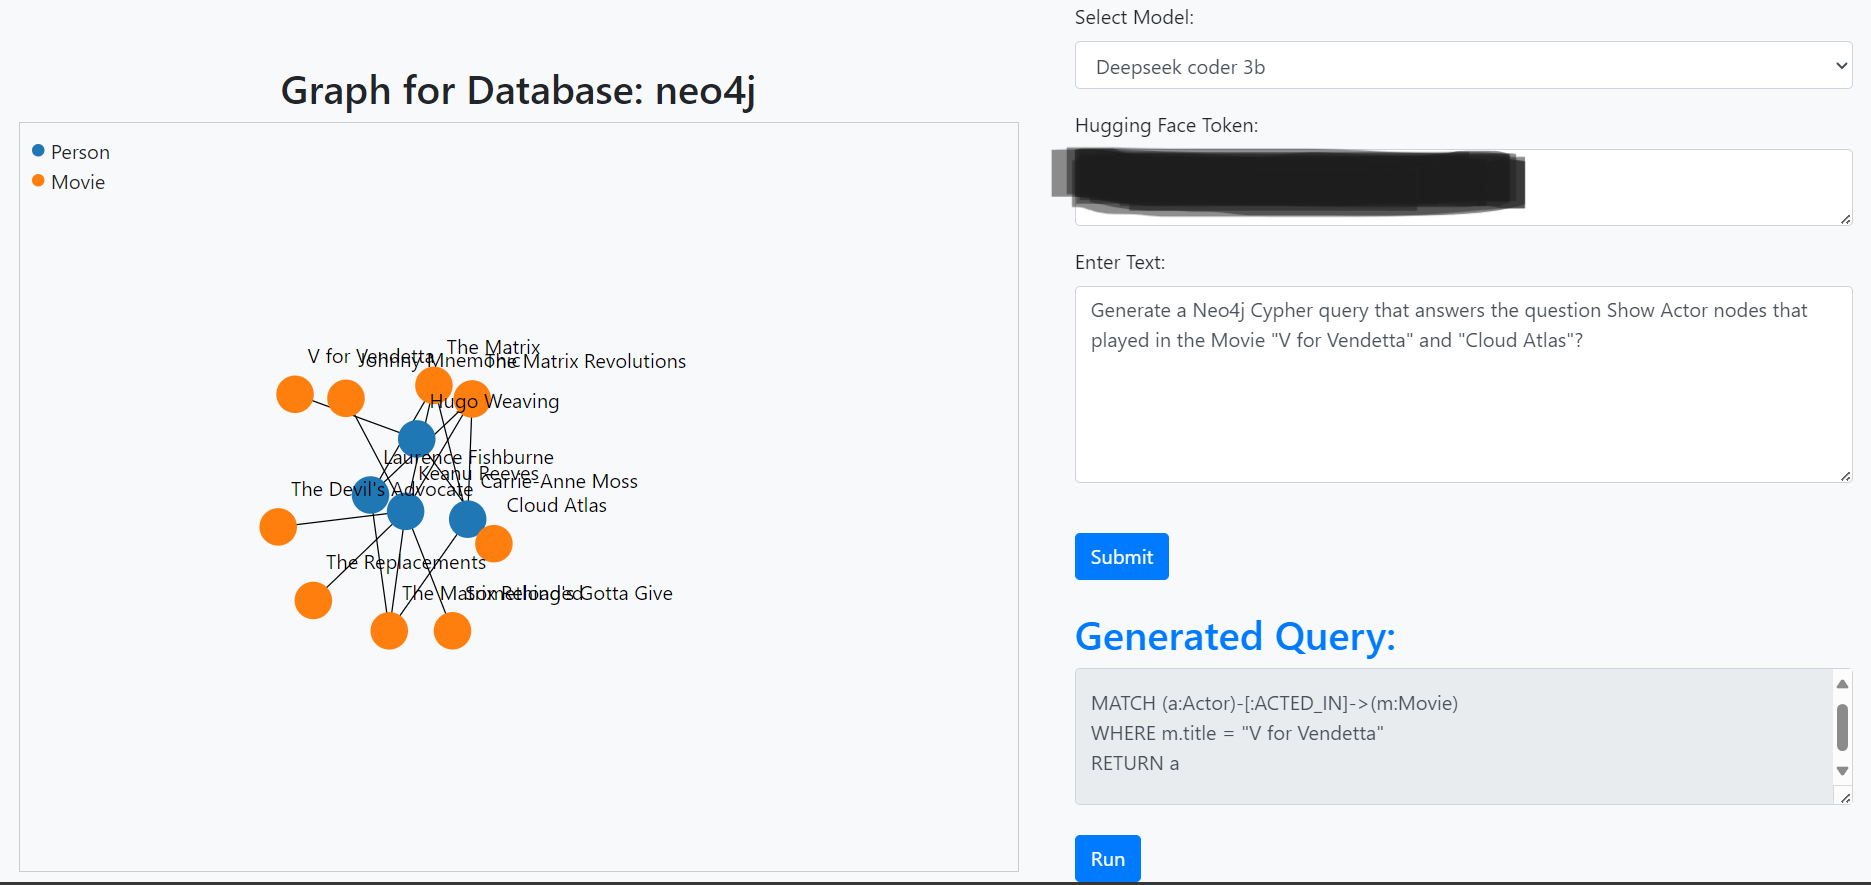 Graph for Database: neo4j
Person
Movie
V for Vendetta
Johnny Mnemonic
The Matrix
The Matrix Revolutions
Hugo Weaving
Laurence Fishburne
Keanu Reeves
Carrie-Anne Moss
The Devil's Advocate
Cloud Atlas
The Replacements
The Matrix Reloaded
Something's Gotta Give
Select Model:
Deepseek coder 3b
Hugging Face Token:
Enter Text:
Generate a Neo4j Cypher query that answers the question Show Actor nodes that
played in the Movie "V for Vendetta" and "Cloud Atlas"?
Submit
Generated Query:
MATCH (a:Actor)-[:ACTED_IN]->(m:Movie)
WHERE m.title = "V for Vendetta"
RETURN a
Run